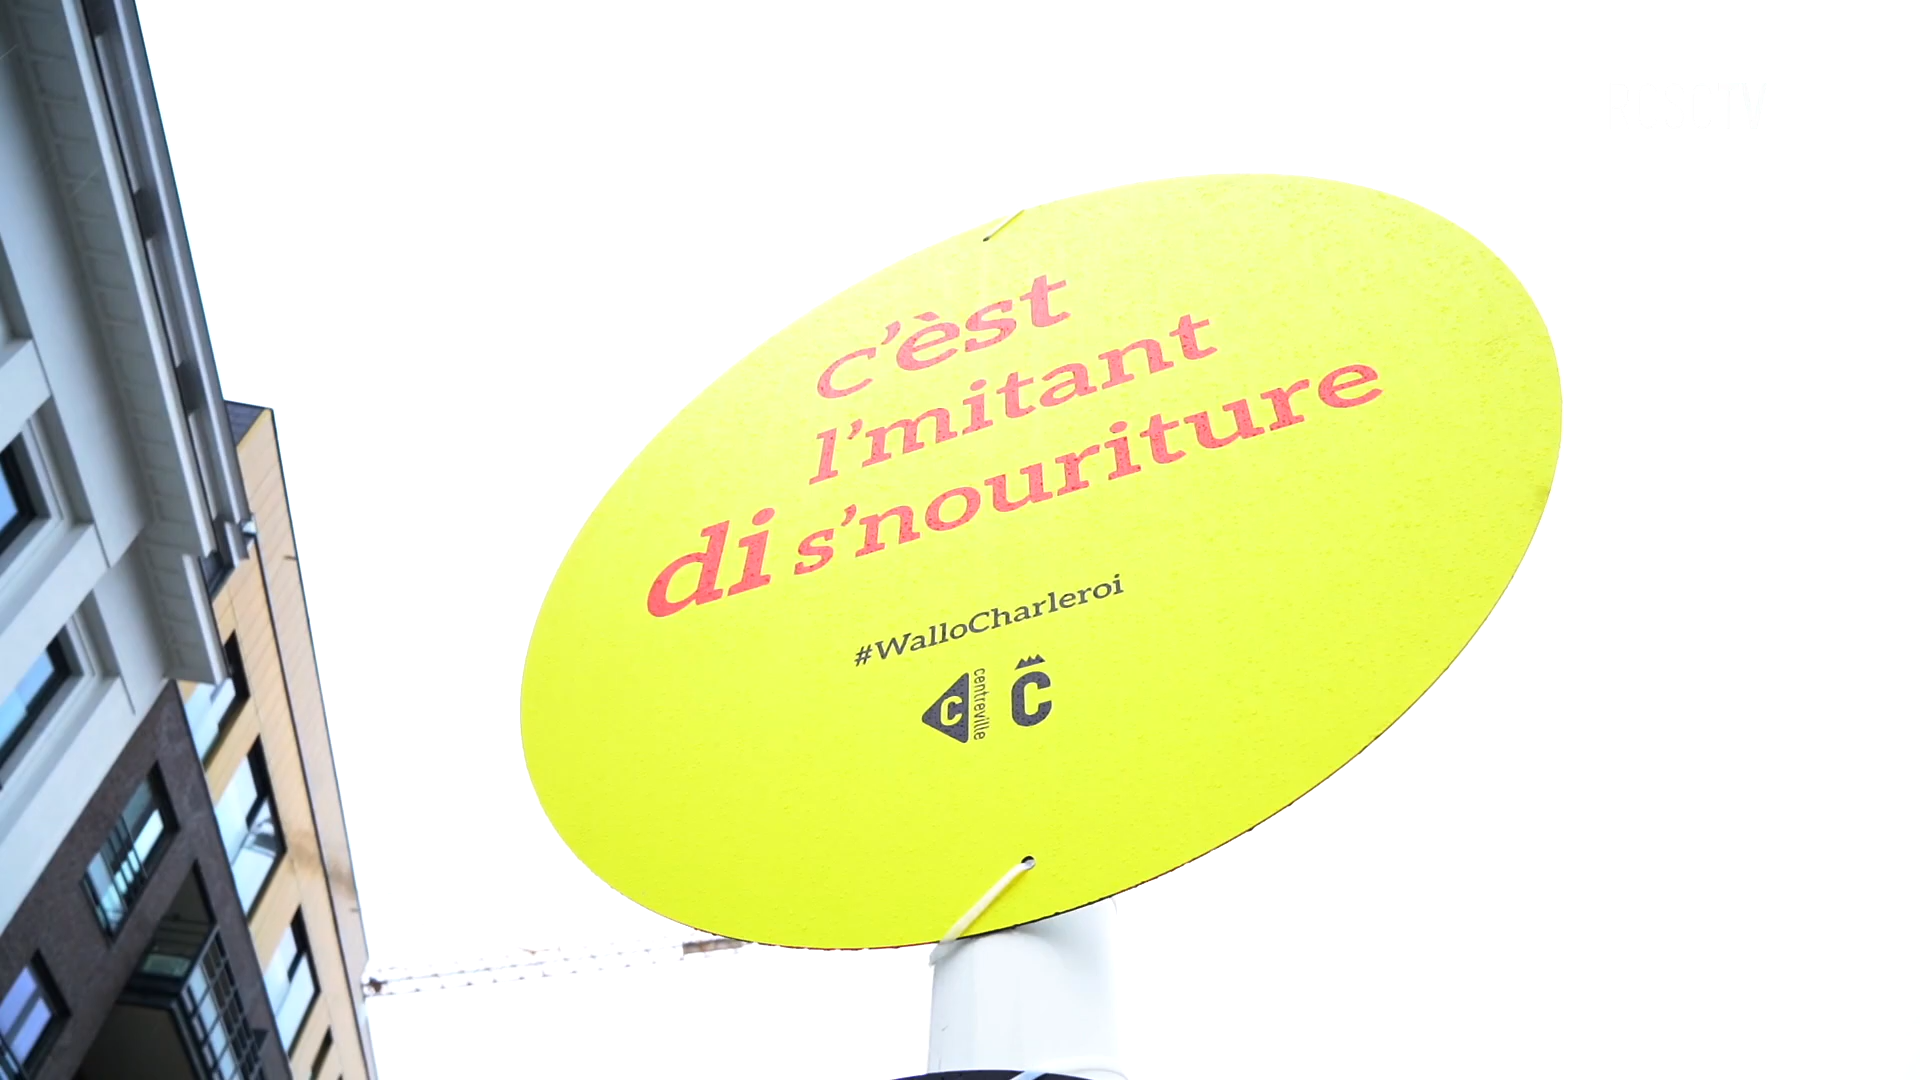 c'èst
l'mitant
di s'nouriture
#WalloCharleroi
C centreville
C